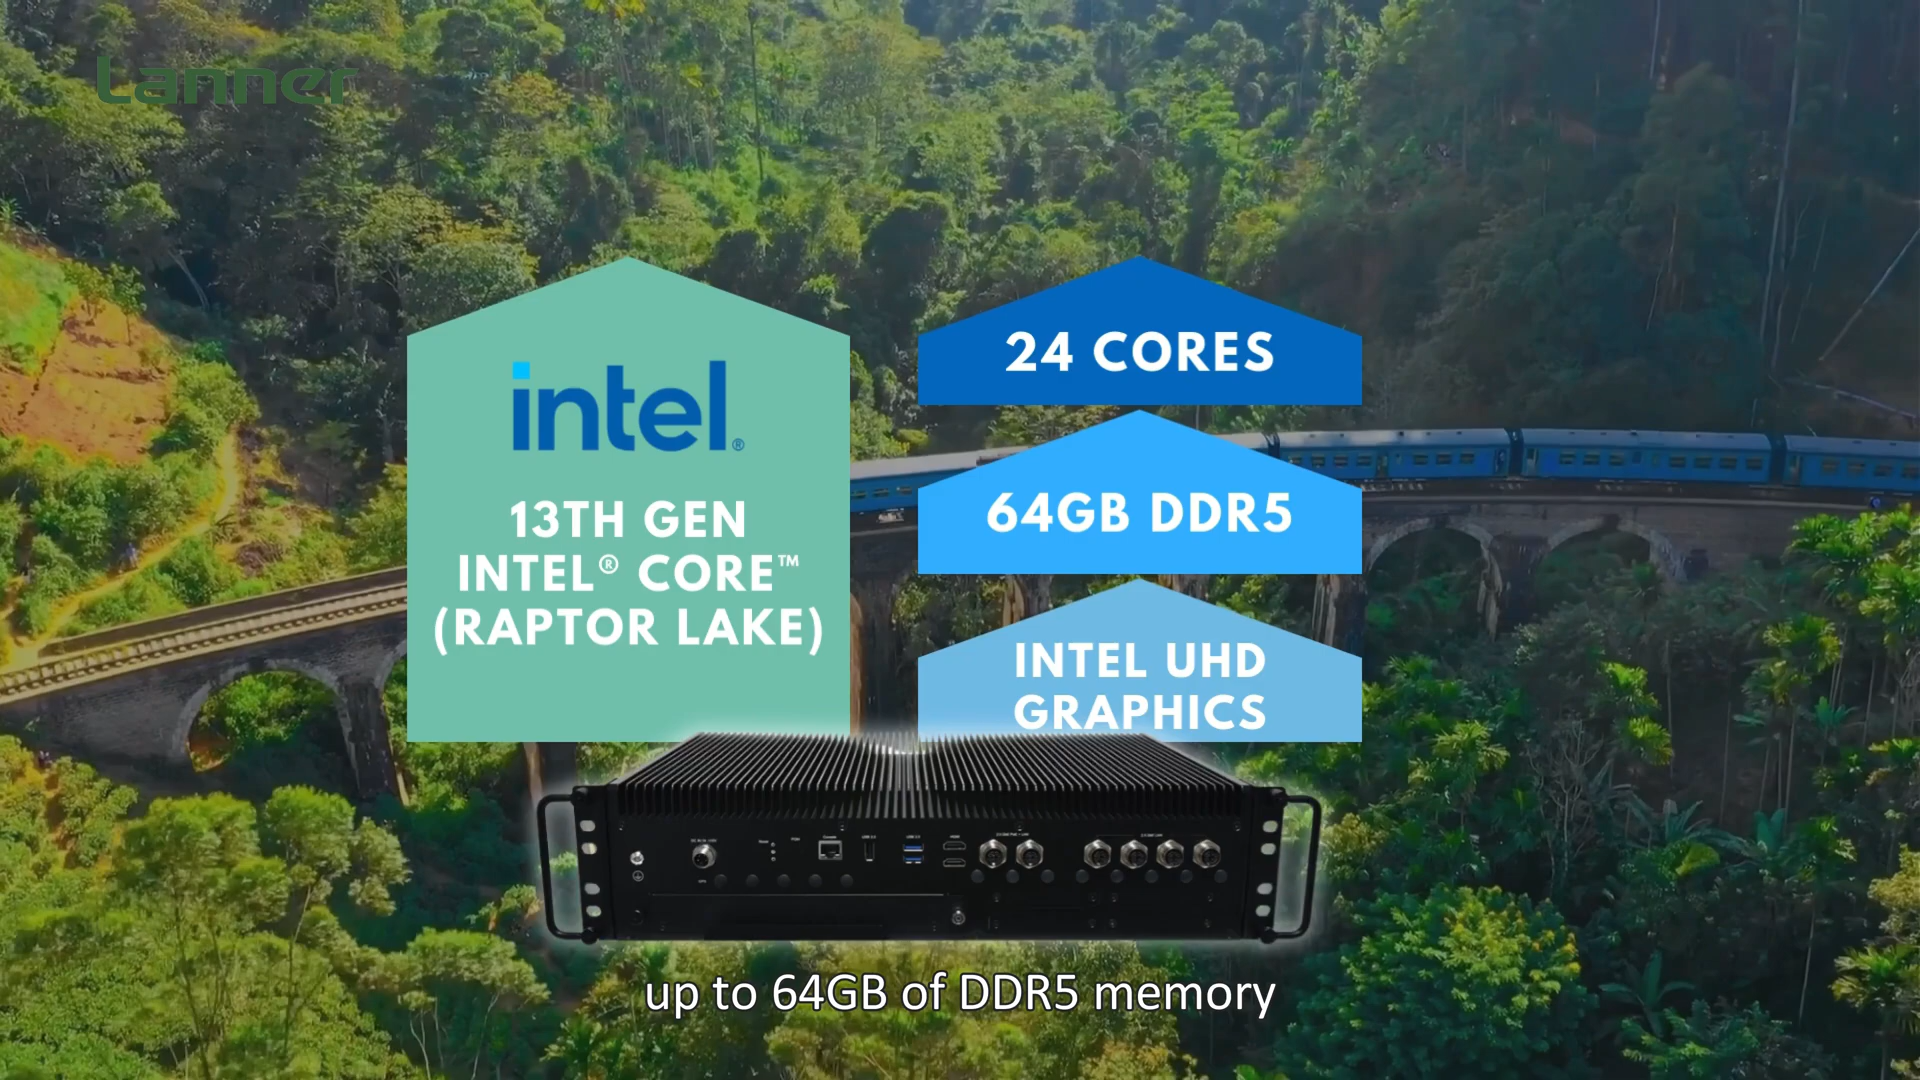 Lanner
intel®
13TH GEN
INTEL® CORE™
(RAPTOR LAKE)
24 CORES
64GB DDR5
INTEL UHD
GRAPHICS
Console
up to 64GB of DDR5 memory